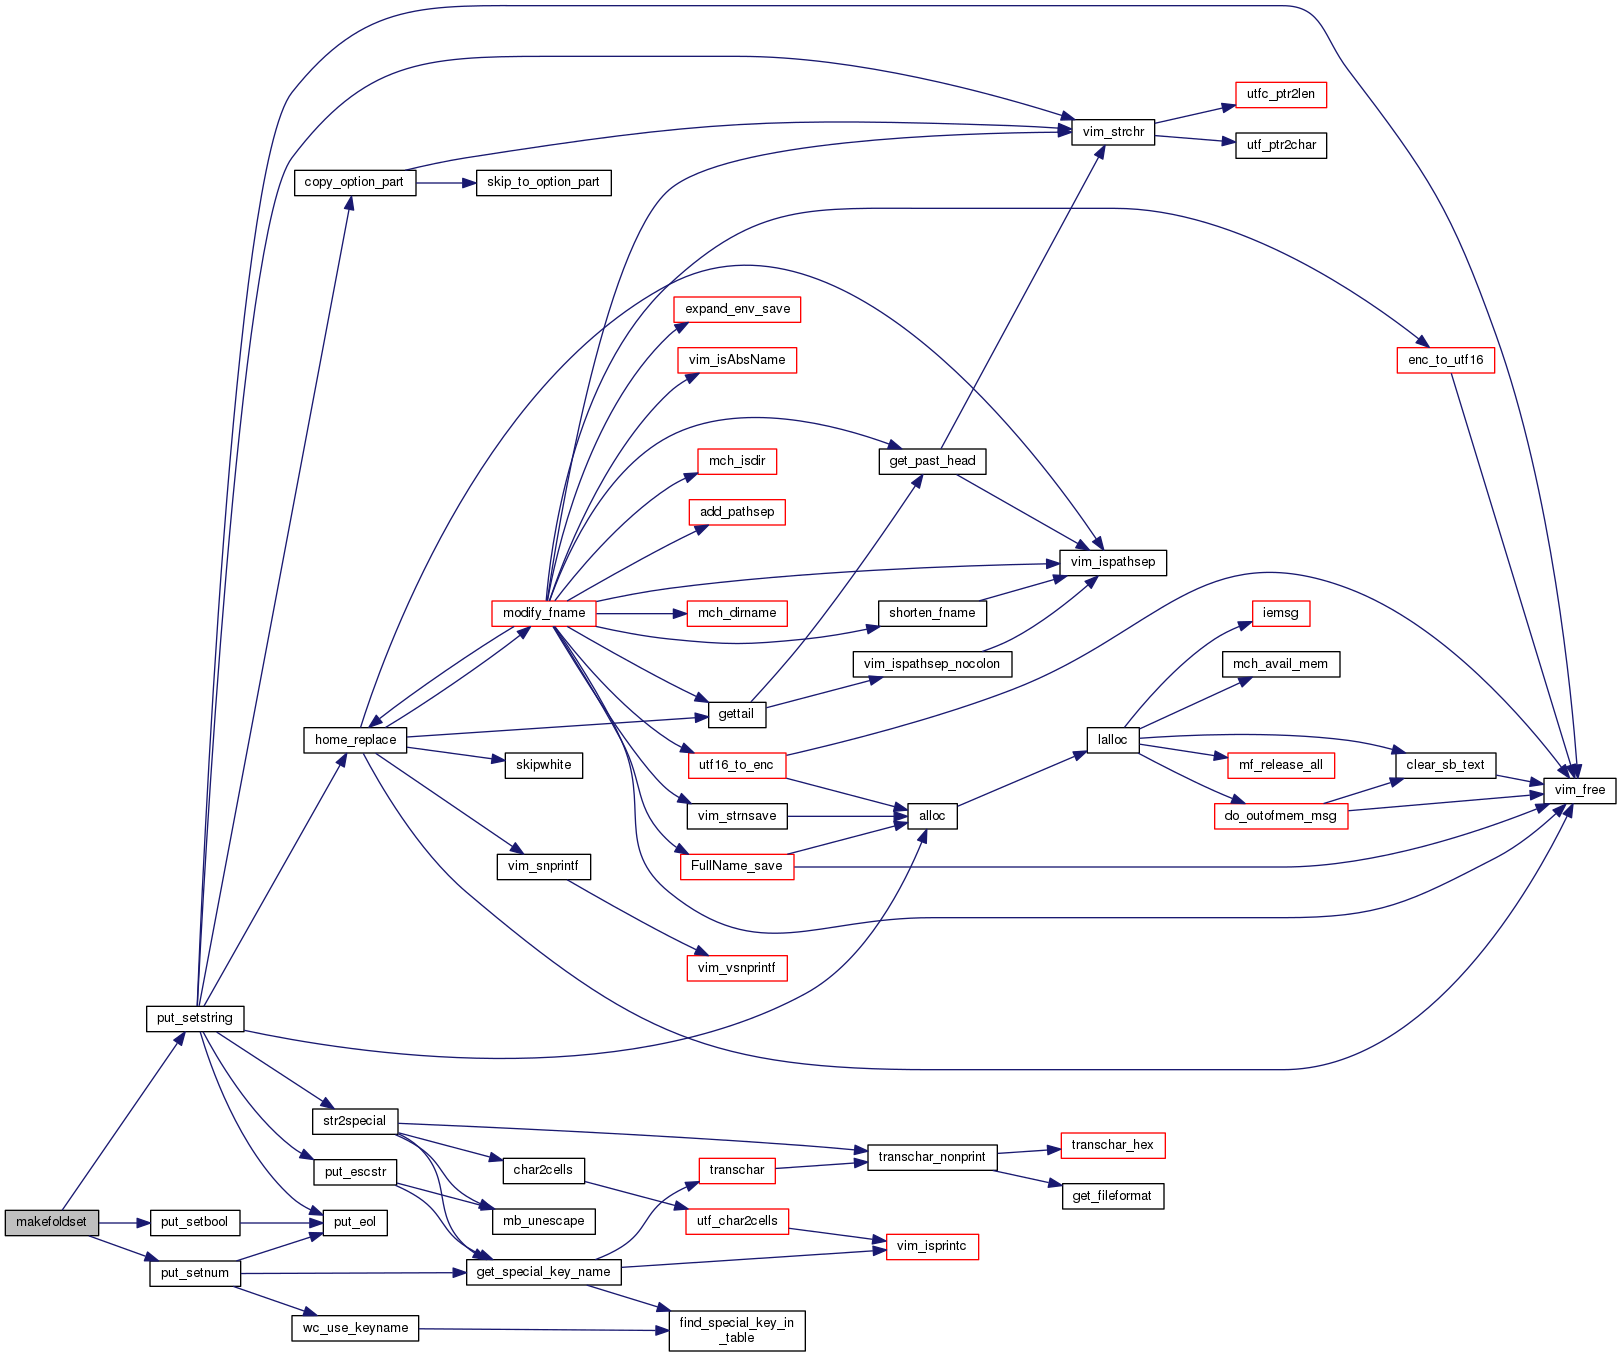 utfc_ptr2len
vim_strchr
utf_ptr2char
copy_option_part
skip_to_option_part
expand_env_save
vim_isAbsName
enc_to_utf16
mch_isdir
get_past_head
add_pathsep
vim_ispathsep
modify_fname
mch_dirname
shorten_fname
iemsg
vim_ispathsep_nocolon
mch_avail_mem
gettail
home_replace
lalloc
skipwhite
utf16_to_enc
mf_release_all
clear_sb_text
vim_free
vim_strnsave
alloc
do_outofmem_msg
vim_snprintf
FullName_save
vim_vsnprintf
put_setstring
str2special
transchar_hex
transchar_nonprint
put_escstr
char2cells
transchar
get_fileformat
makefoldset
put_setbool
put_eol
mb_unescape
utf_char2cells
vim_isprintc
put_setnum
get_special_key_name
wc_use_keyname
find_special_key_in
_table